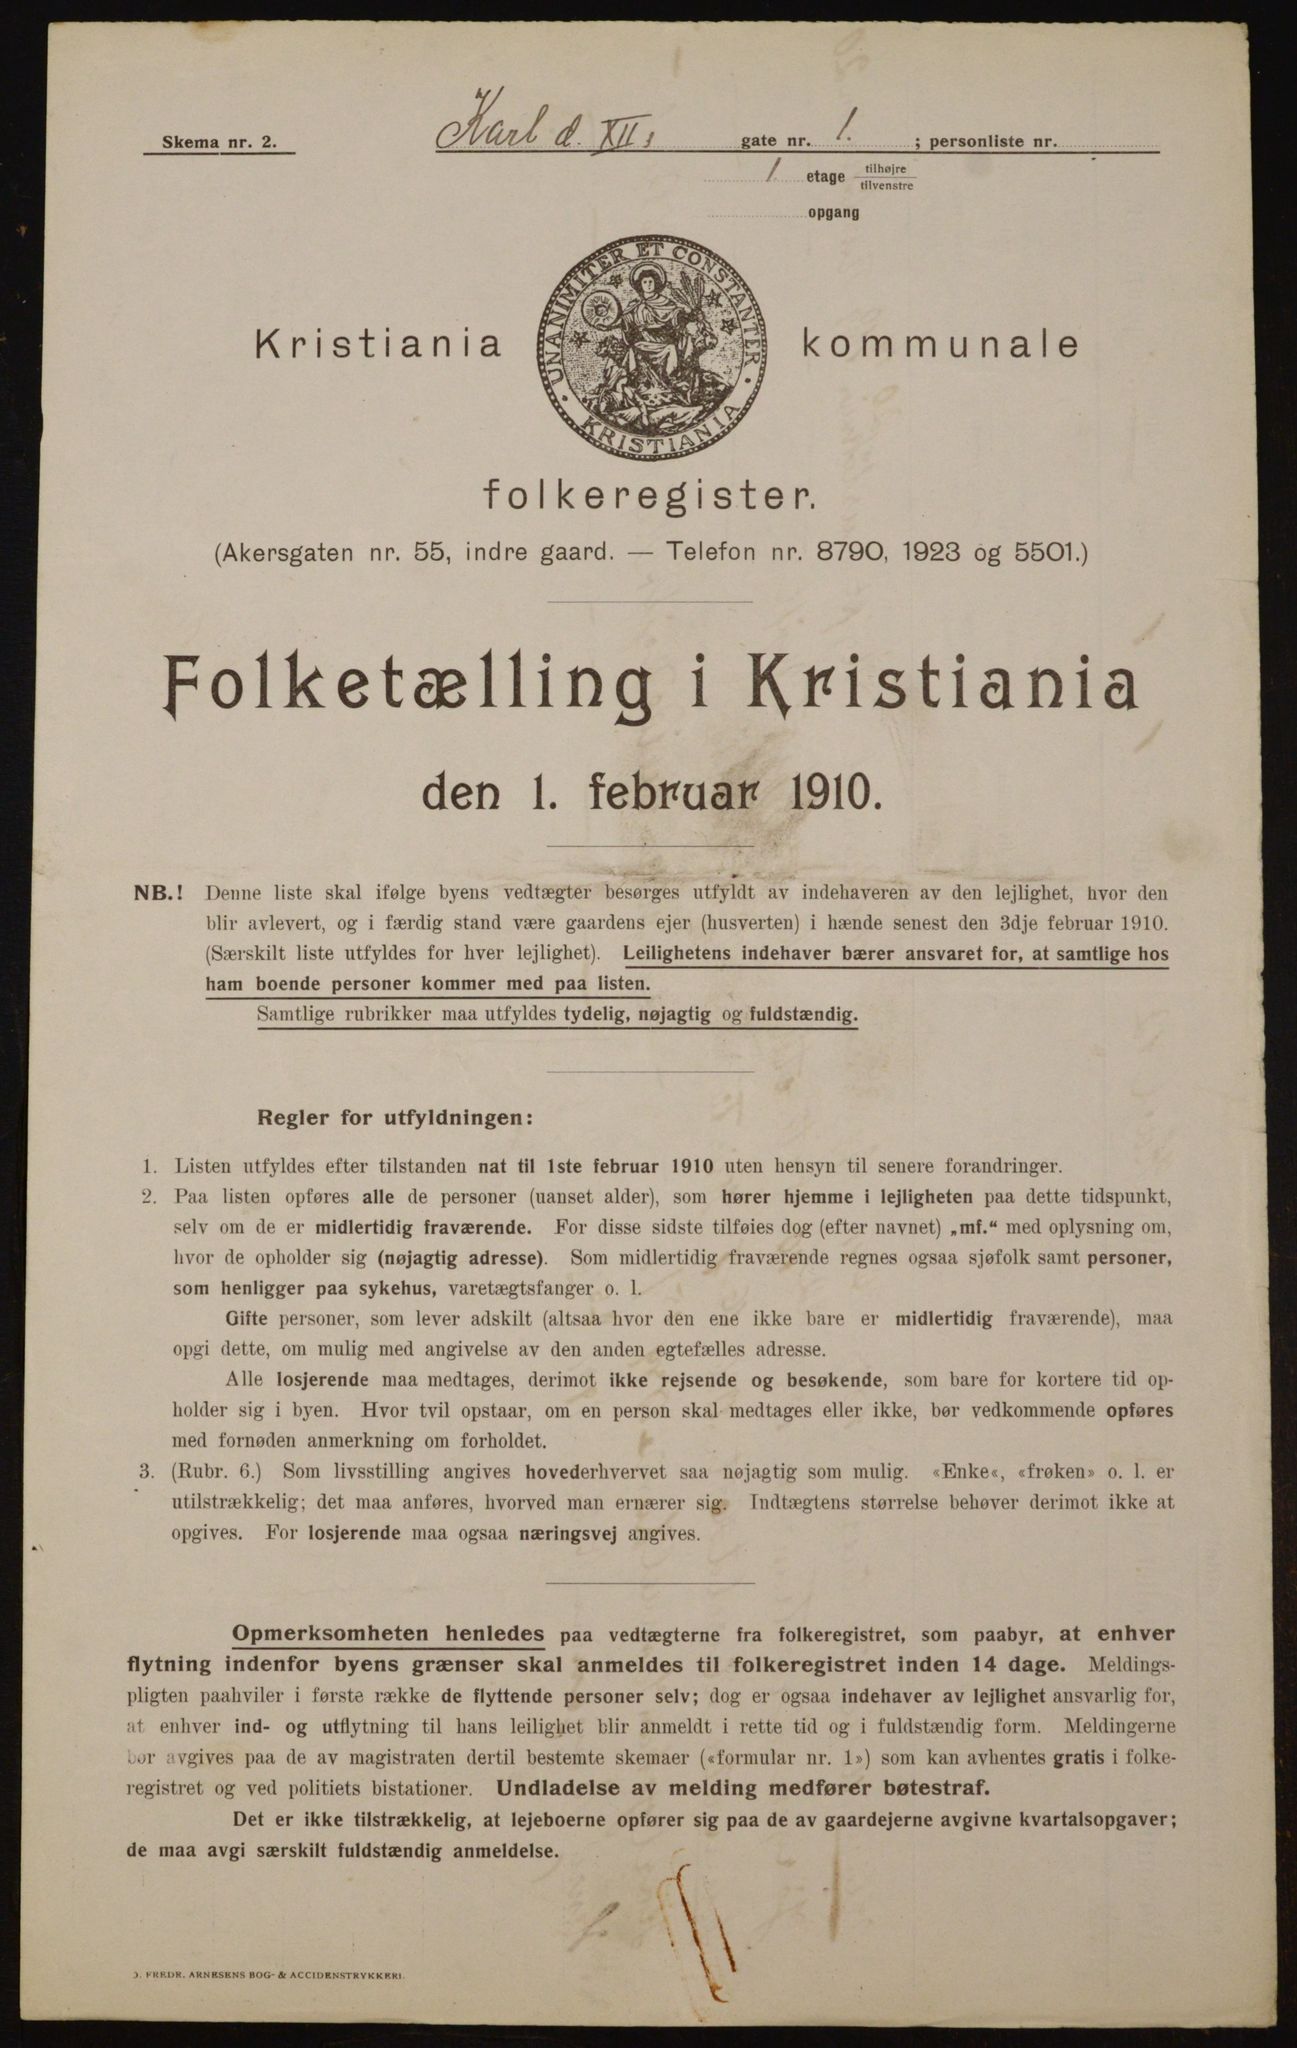 Skema nr. 2. Karl d. XIIs gate nr. 1. ; personliste nr.
1 etage tilhøjre
tilvenstre
opgang
UNANIMITER ET CONSTANTER
KRISTIANIA
Kristiania kommunale
folkeregister.
(Akersgaten nr. 55, indre gaard. — Telefon nr. 8790, 1923 og 5501.)
Folketælling i Kristiania
den 1. februar 1910.
NB.! Denne liste skal ifølge byens vedtægter besørges utfyldt av indehaveren av den lejlighet, hvor den
blir avlevert, og i færdig stand være gaardens ejer (husverten) i hænde senest den 3dje februar 1910.
(Særskilt liste utfyldes for hver lejlighet). Leilighetens indehaver bærer ansvaret for, at samtlige hos
ham boende personer kommer med paa listen.
Samtlige rubrikker maa utfyldes tydelig, nøjagtig og fuldstændig.
Regler for utfyldningen:
1. Listen utfyldes efter tilstanden nat til 1ste februar 1910 uten hensyn til senere forandringer.
2. Paa listen opføres alle de personer (uanset alder), som hører hjemme i lejligheten paa dette tidspunkt,
selv om de er midlertidig fraværende. For disse sidste tilføies dog (efter navnet) „mf.“ med oplysning om,
hvor de opholder sig (nøjagtig adresse). Som midlertidig fraværende regnes ogsaa sjøfolk samt personer,
som henligger paa sykehus, varetægtsfanger o. l.
Gifte personer, som lever adskilt (altsaa hvor den ene ikke bare er midlertidig fraværende), maa
opgi dette, om mulig med angivelse av den anden egtefælles adresse.
Alle losjerende maa medtages, derimot ikke rejsende og besøkende, som bare for kortere tid op-
holder sig i byen. Hvor tvil opstaar, om en person skal medtages eller ikke, bør vedkommende opføres
med fornøden anmerkning om forholdet.
3. (Rubr. 6.) Som livsstilling angives hovederhvervet saa nøjagtig som mulig. «Enke«, «frøken» o. l. er
utilstrækkelig; det maa anføres, hvorved man ernærer sig. Indtægtens størrelse behøver derimot ikke at
opgives. For losjerende maa ogsaa næringsvej angives.
Opmerksomheten henledes paa vedtægterne fra folkeregistret, som paabyr, at enhver
flytning indenfor byens grænser skal anmeldes til folkeregistret inden 14 dage. Meldings-
pligten paahviler i første række de flyttende personer selv; dog er ogsaa indehaver av lejlighet ansvarlig for,
at enhver ind- og utflytning til hans leilighet blir anmeldt i rette tid og i fuldstændig form. Meldingerne
bør avgives paa de av magistraten dertil bestemte skemaer («formular nr. 1») som kan avhentes gratis i folke-
registret og ved politiets bistationer. Undladelse av melding medfører bøtestraf.
Det er ikke tilstrækkelig, at lejeboerne opfører sig paa de av gaardejerne avgivne kvartalsopgaver;
de maa avgi særskilt fuldstændig anmeldelse.
J. FREDR. ARNESENS BOG- & ACCIDENSTRYKKERI.